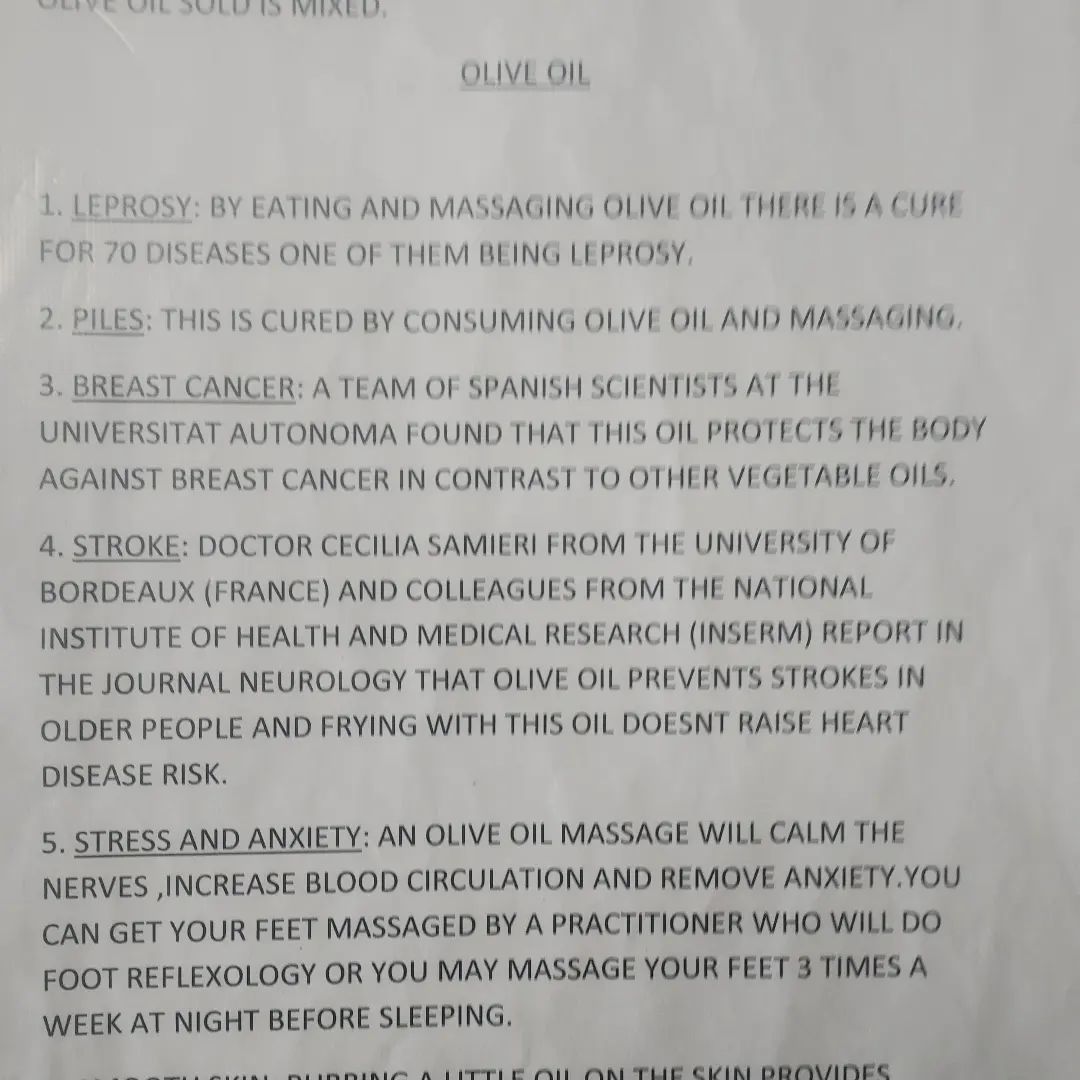 OLIVE OIL SOLD IS MIXED.
OLIVE OIL
1. LEPROSY: BY EATING AND MASSAGING OLIVE OIL THERE IS A CURE
FOR 70 DISEASES ONE OF THEM BEING LEPROSY.
2. PILES: THIS IS CURED BY CONSUMING OLIVE OIL AND MASSAGING.
3. BREAST CANCER: A TEAM OF SPANISH SCIENTISTS AT THE
UNIVERSITAT AUTONOMA FOUND THAT THIS OIL PROTECTS THE BODY
AGAINST BREAST CANCER IN CONTRAST TO OTHER VEGETABLE OILS.
4. STROKE: DOCTOR CECILIA SAMIERI FROM THE UNIVERSITY OF
BORDEAUX (FRANCE) AND COLLEAGUES FROM THE NATIONAL
INSTITUTE OF HEALTH AND MEDICAL RESEARCH (INSERM) REPORT IN
THE JOURNAL NEUROLOGY THAT OLIVE OIL PREVENTS STROKES IN
OLDER PEOPLE AND FRYING WITH THIS OIL DOESNT RAISE HEART
DISEASE RISK.
5. STRESS AND ANXIETY: AN OLIVE OIL MASSAGE WILL CALM THE
NERVES ,INCREASE BLOOD CIRCULATION AND REMOVE ANXIETY.YOU
CAN GET YOUR FEET MASSAGED BY A PRACTITIONER WHO WILL DO
FOOT REFLEXOLOGY OR YOU MAY MASSAGE YOUR FEET 3 TIMES A
WEEK AT NIGHT BEFORE SLEEPING.
SMOOTH SKIN: RUBBING A LITTLE OIL ON THE SKIN PROVIDES